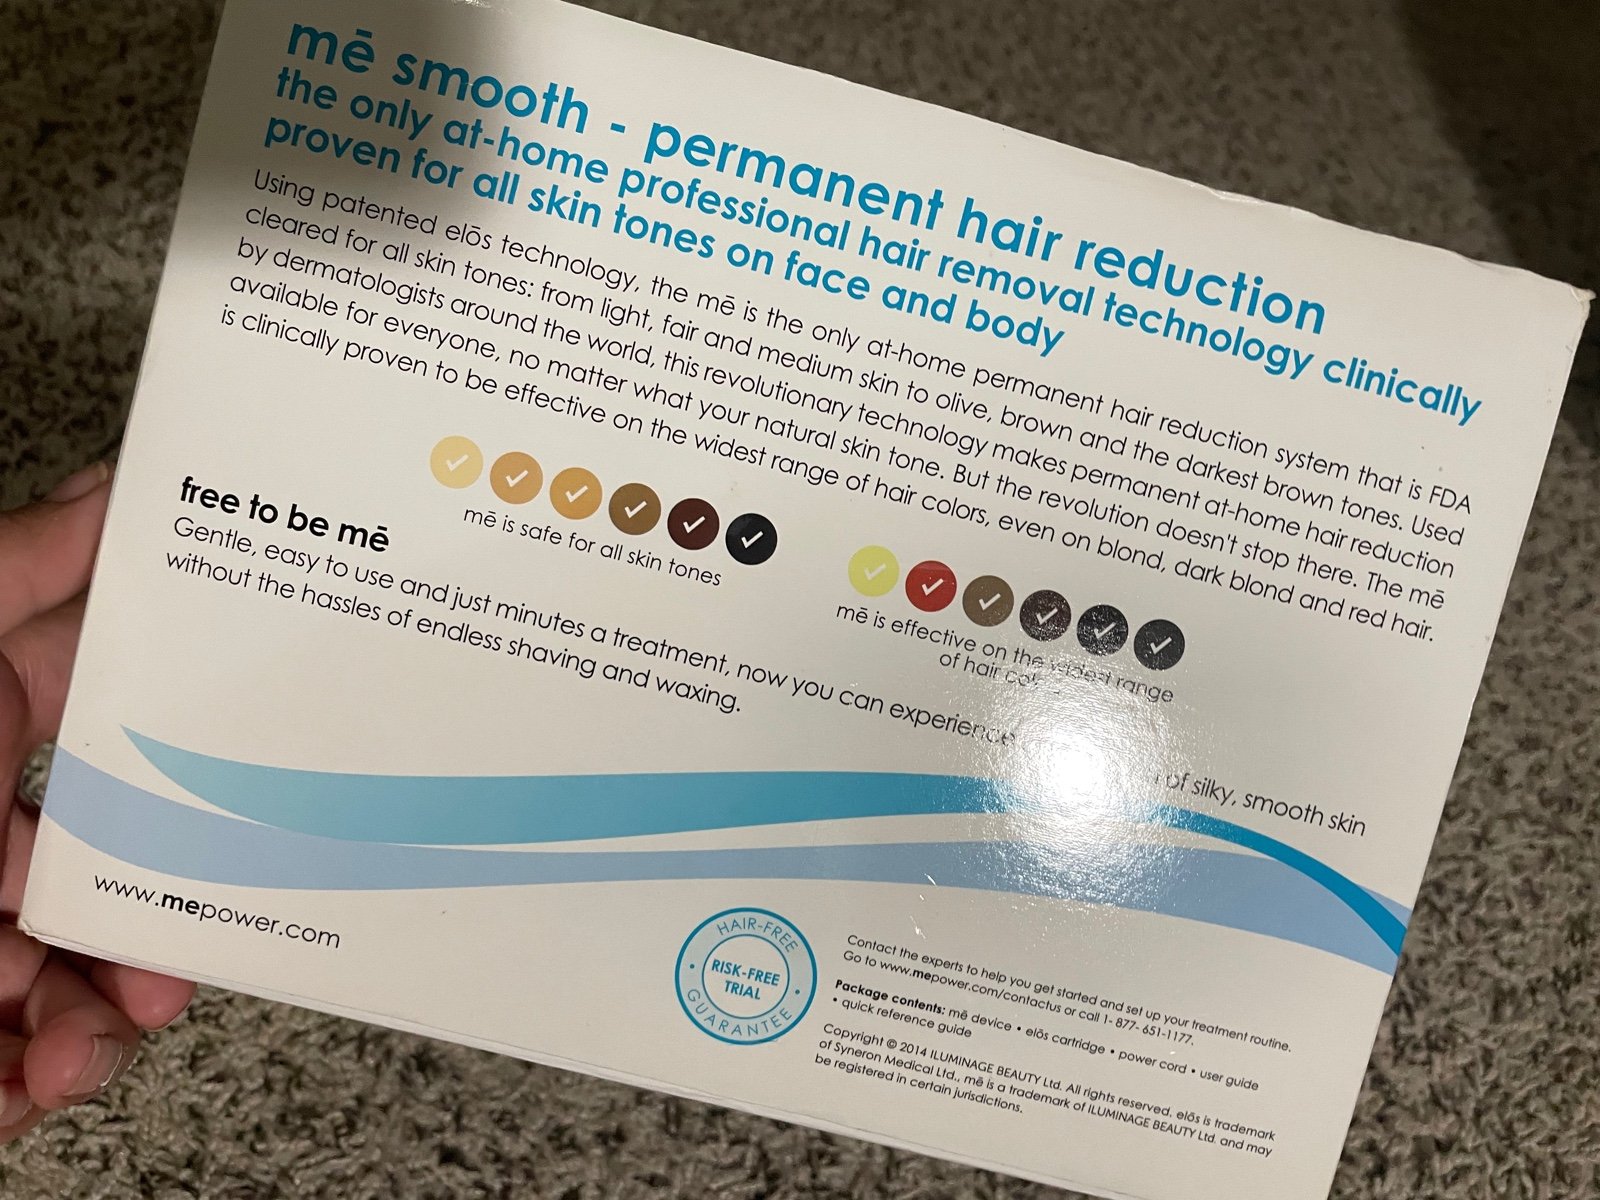 mē smooth - permanent hair reduction
the only at-home professional hair removal technology clinically
proven for all skin tones on face and body
Using patented elōs technology, the mē is the only at-home permanent hair reduction system that is FDA
cleared for all skin tones: from light, fair and medium skin to olive, brown and the darkest brown tones. Used
by dermatologists around the world, this revolutionary technology makes permanent at-home hair reduction
available for everyone, no matter what your natural skin tone. But the revolution doesn't stop there. The mē
is clinically proven to be effective on the widest range of hair colors, even on blond, dark blond and red hair.
mē is safe for all skin tones
mē is effective on the widest range
of hair
free to be mē
Gentle, easy to use and just minutes a treatment, now you can experience of silky, smooth skin
without the hassles of endless shaving and waxing.
www.mepower.com
HAIR-FREE
RISK-FREE
TRIAL
GUARANTEE
Contact the experts to help you get started and set up your treatment routine.
Go to www.mepower.com/contactus or call 1- 877- 651-1177.
Package contents: mē device • elōs cartridge • power cord • user guide
• quick reference guide
Copyright © 2014 ILUMINAGE BEAUTY Ltd. All rights reserved. elōs is trademark
of Syneron Medical Ltd., mē is a trademark of ILUMINAGE BEAUTY Ltd. and may
be registered in certain jurisdictions.